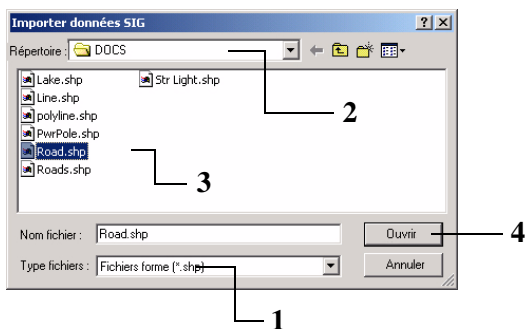 Importer données SIG
Répertoire : DOCS
2
Lake.shp
Line.shp
polyline.shp
PwrPole.shp
Road.shp
Roads.shp
Str Light.shp
3
Nom fichier : Road.shp
Ouvrir
4
Type fichiers : Fichiers forme (*.shp)
Annuler
1